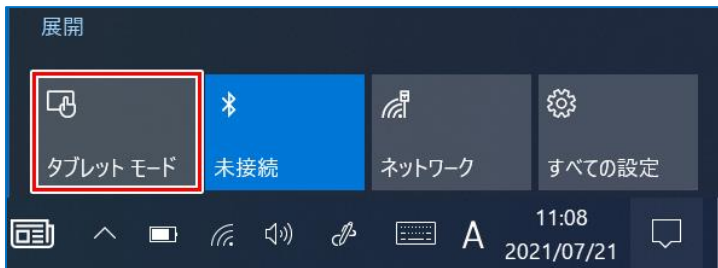 展開
タブレット モード
未接続
ネットワーク
すべての設定
A
11:08
2021/07/21